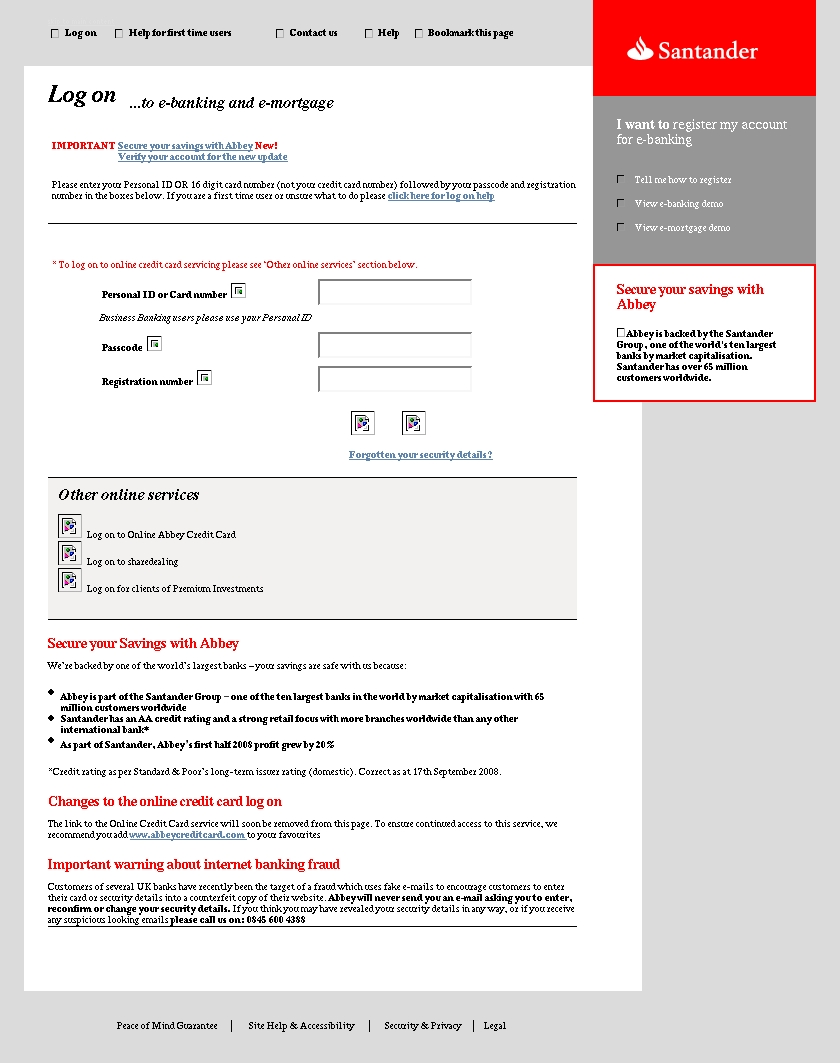 Log on Help for first time users Contact us Help Bookmark this page
Santander
Log on ...to e-banking and e-mortgage
I want to register my account
for e-banking
IMPORTANT Secure your savings with Abbey New!
Verify your account for the new update
Tell me how to register
View e-banking demo
View e-mortgage demo
Please enter your Personal ID OR 16 digit card number (not your credit card number) followed by your passcode and registration
number in the boxes below. If you are a first time user or unsure what to do please click here for log on help
* To log on to online credit card servicing please see 'Other online services' section below.
Personal ID or Card number
Business Banking users please use your Personal ID
Passcode
Registration number
Forgotten your security details?
Secure your savings with
Abbey
Abbey is backed by the Santander
Group, one of the world's ten largest
banks by market capitalisation.
Santander has over 65 million
customers worldwide.
Other online services
Log on to Online Abbey Credit Card
Log on to sharedealing
Log on for clients of Premium Investments
Secure your Savings with Abbey
We're backed by one of the world's largest banks – your savings are safe with us because:
Abbey is part of the Santander Group – one of the ten largest banks in the world by market capitalisation with 65
million customers worldwide
Santander has an AA credit rating and a strong retail focus with more branches worldwide than any other
international bank*
As part of Santander, Abbey's first half 2008 profit grew by 20%
*Credit rating as per Standard & Poor's long-term issuer rating (domestic). Correct as at 17th September 2008.
Changes to the online credit card log on
The link to the Online Credit Card service will soon be removed from this page. To ensure continued access to this service, we
recommend you add www.abbeycreditcard.com to your favourites
Important warning about internet banking fraud
Customers of several UK banks have recently been the target of a fraud which uses fake e-mails to encourage customers to enter
their card or security details into a counterfeit copy of their website. Abbey will never send you an e-mail asking you to enter,
reconfirm or change your security details. If you think you may have revealed your security details in any way, or if you receive
any suspicious looking emails please call us on: 0845 600 4388
Peace of Mind Guarantee | Site Help & Accessibility | Security & Privacy | Legal